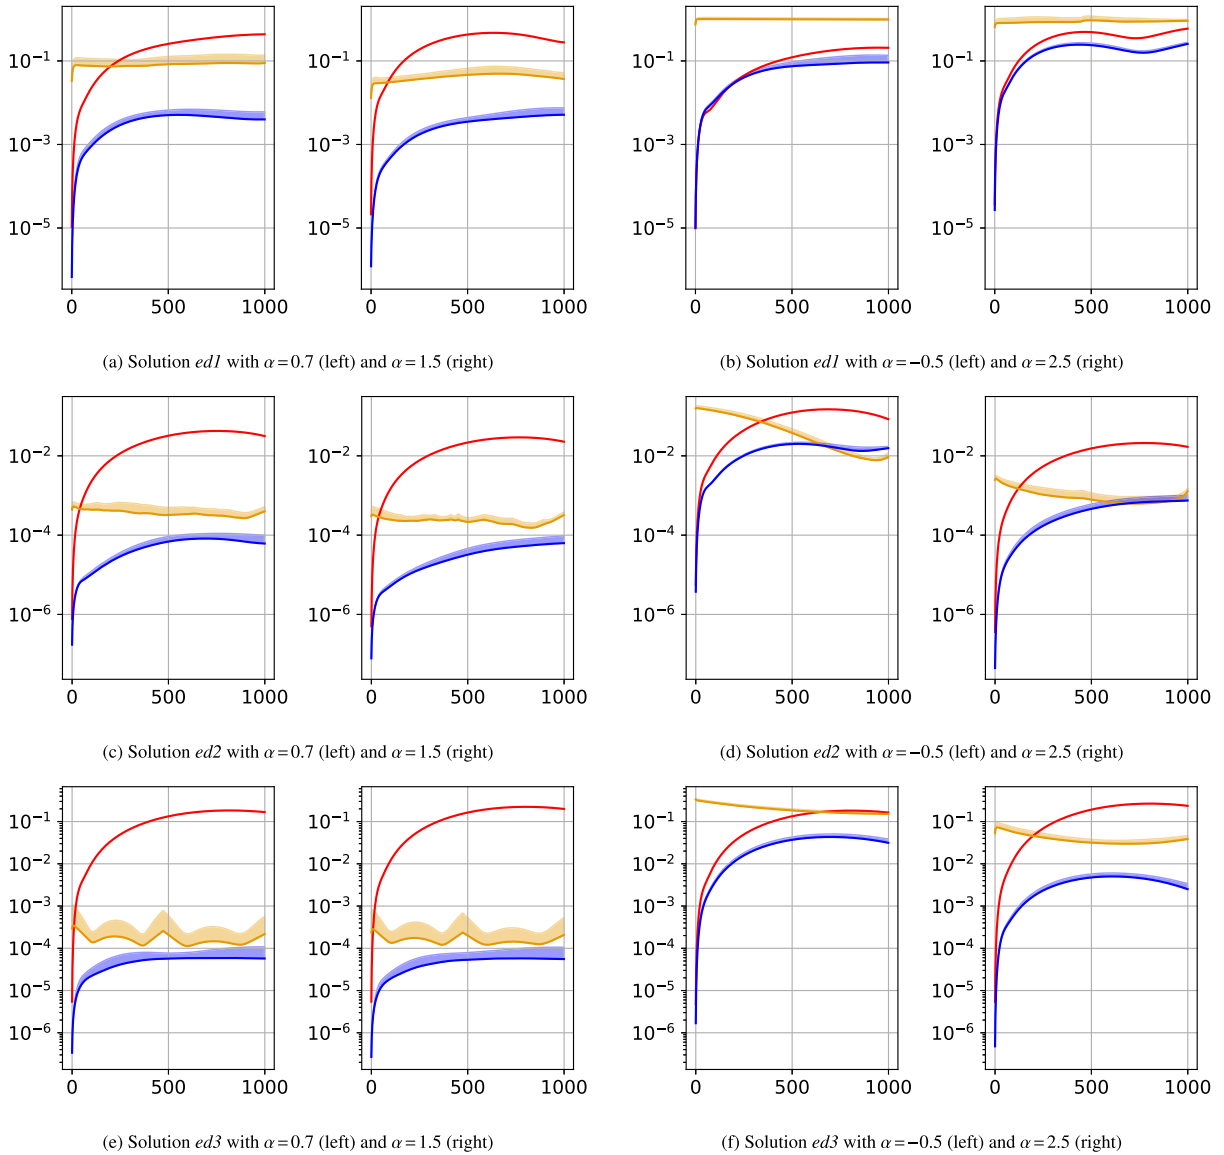 10⁻¹ 10⁻¹ 10⁻¹ 10⁻¹
10⁻³ 10⁻³ 10⁻³ 10⁻³
10⁻⁵ 10⁻⁵ 10⁻⁵ 10⁻⁵
0 500 1000 0 500 1000 0 500 1000 0 500 1000
(a) Solution ed1 with α=0.7 (left) and α=1.5 (right)
(b) Solution ed1 with α=−0.5 (left) and α=2.5 (right)
10⁻² 10⁻² 10⁻² 10⁻²
10⁻⁴ 10⁻⁴ 10⁻⁴ 10⁻⁴
10⁻⁶ 10⁻⁶ 10⁻⁶ 10⁻⁶
0 500 1000 0 500 1000 0 500 1000 0 500 1000
(c) Solution ed2 with α=0.7 (left) and α=1.5 (right)
(d) Solution ed2 with α=−0.5 (left) and α=2.5 (right)
10⁻¹ 10⁻¹ 10⁻¹ 10⁻¹
10⁻² 10⁻² 10⁻² 10⁻²
10⁻³ 10⁻³ 10⁻³ 10⁻³
10⁻⁴ 10⁻⁴ 10⁻⁴ 10⁻⁴
10⁻⁵ 10⁻⁵ 10⁻⁵ 10⁻⁵
10⁻⁶ 10⁻⁶ 10⁻⁶ 10⁻⁶
0 500 1000 0 500 1000 0 500 1000 0 500 1000
(e) Solution ed3 with α=0.7 (left) and α=1.5 (right)
(f) Solution ed3 with α=−0.5 (left) and α=2.5 (right)